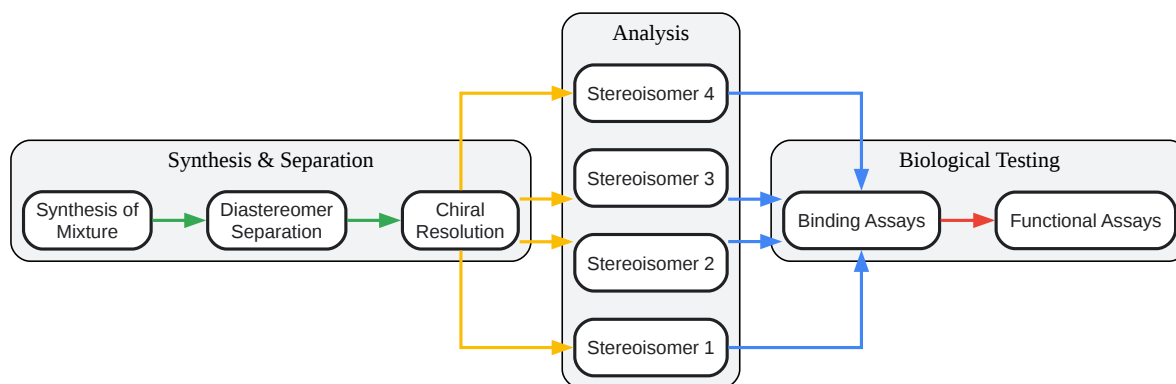 Synthesis & Separation
Synthesis of
Mixture
Diastereomer
Separation
Chiral
Resolution
Analysis
Stereoisomer 4
Stereoisomer 3
Stereoisomer 2
Stereoisomer 1
Biological Testing
Binding Assays
Functional Assays